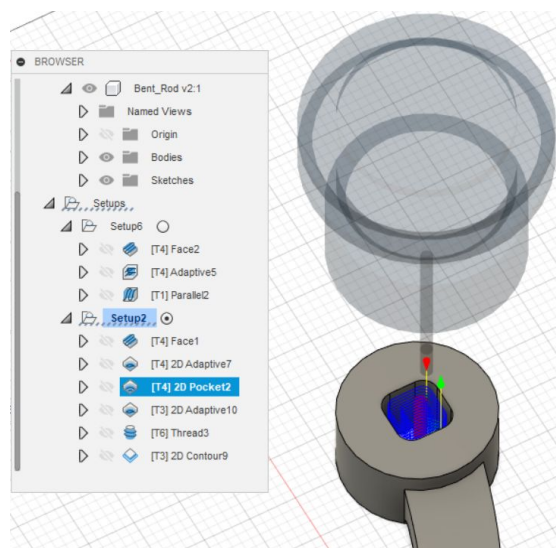 BROWSER
Bent_Rod v2:1
Named Views
Origin
Bodies
Sketches
Setups
Setup6
[T4] Face2
[T4] Adaptive5
[T1] Parallel2
Setup2
[T4] Face1
[T4] 2D Adaptive7
[T4] 2D Pocket2
[T3] 2D Adaptive10
[T6] Thread3
[T3] 2D Contour9